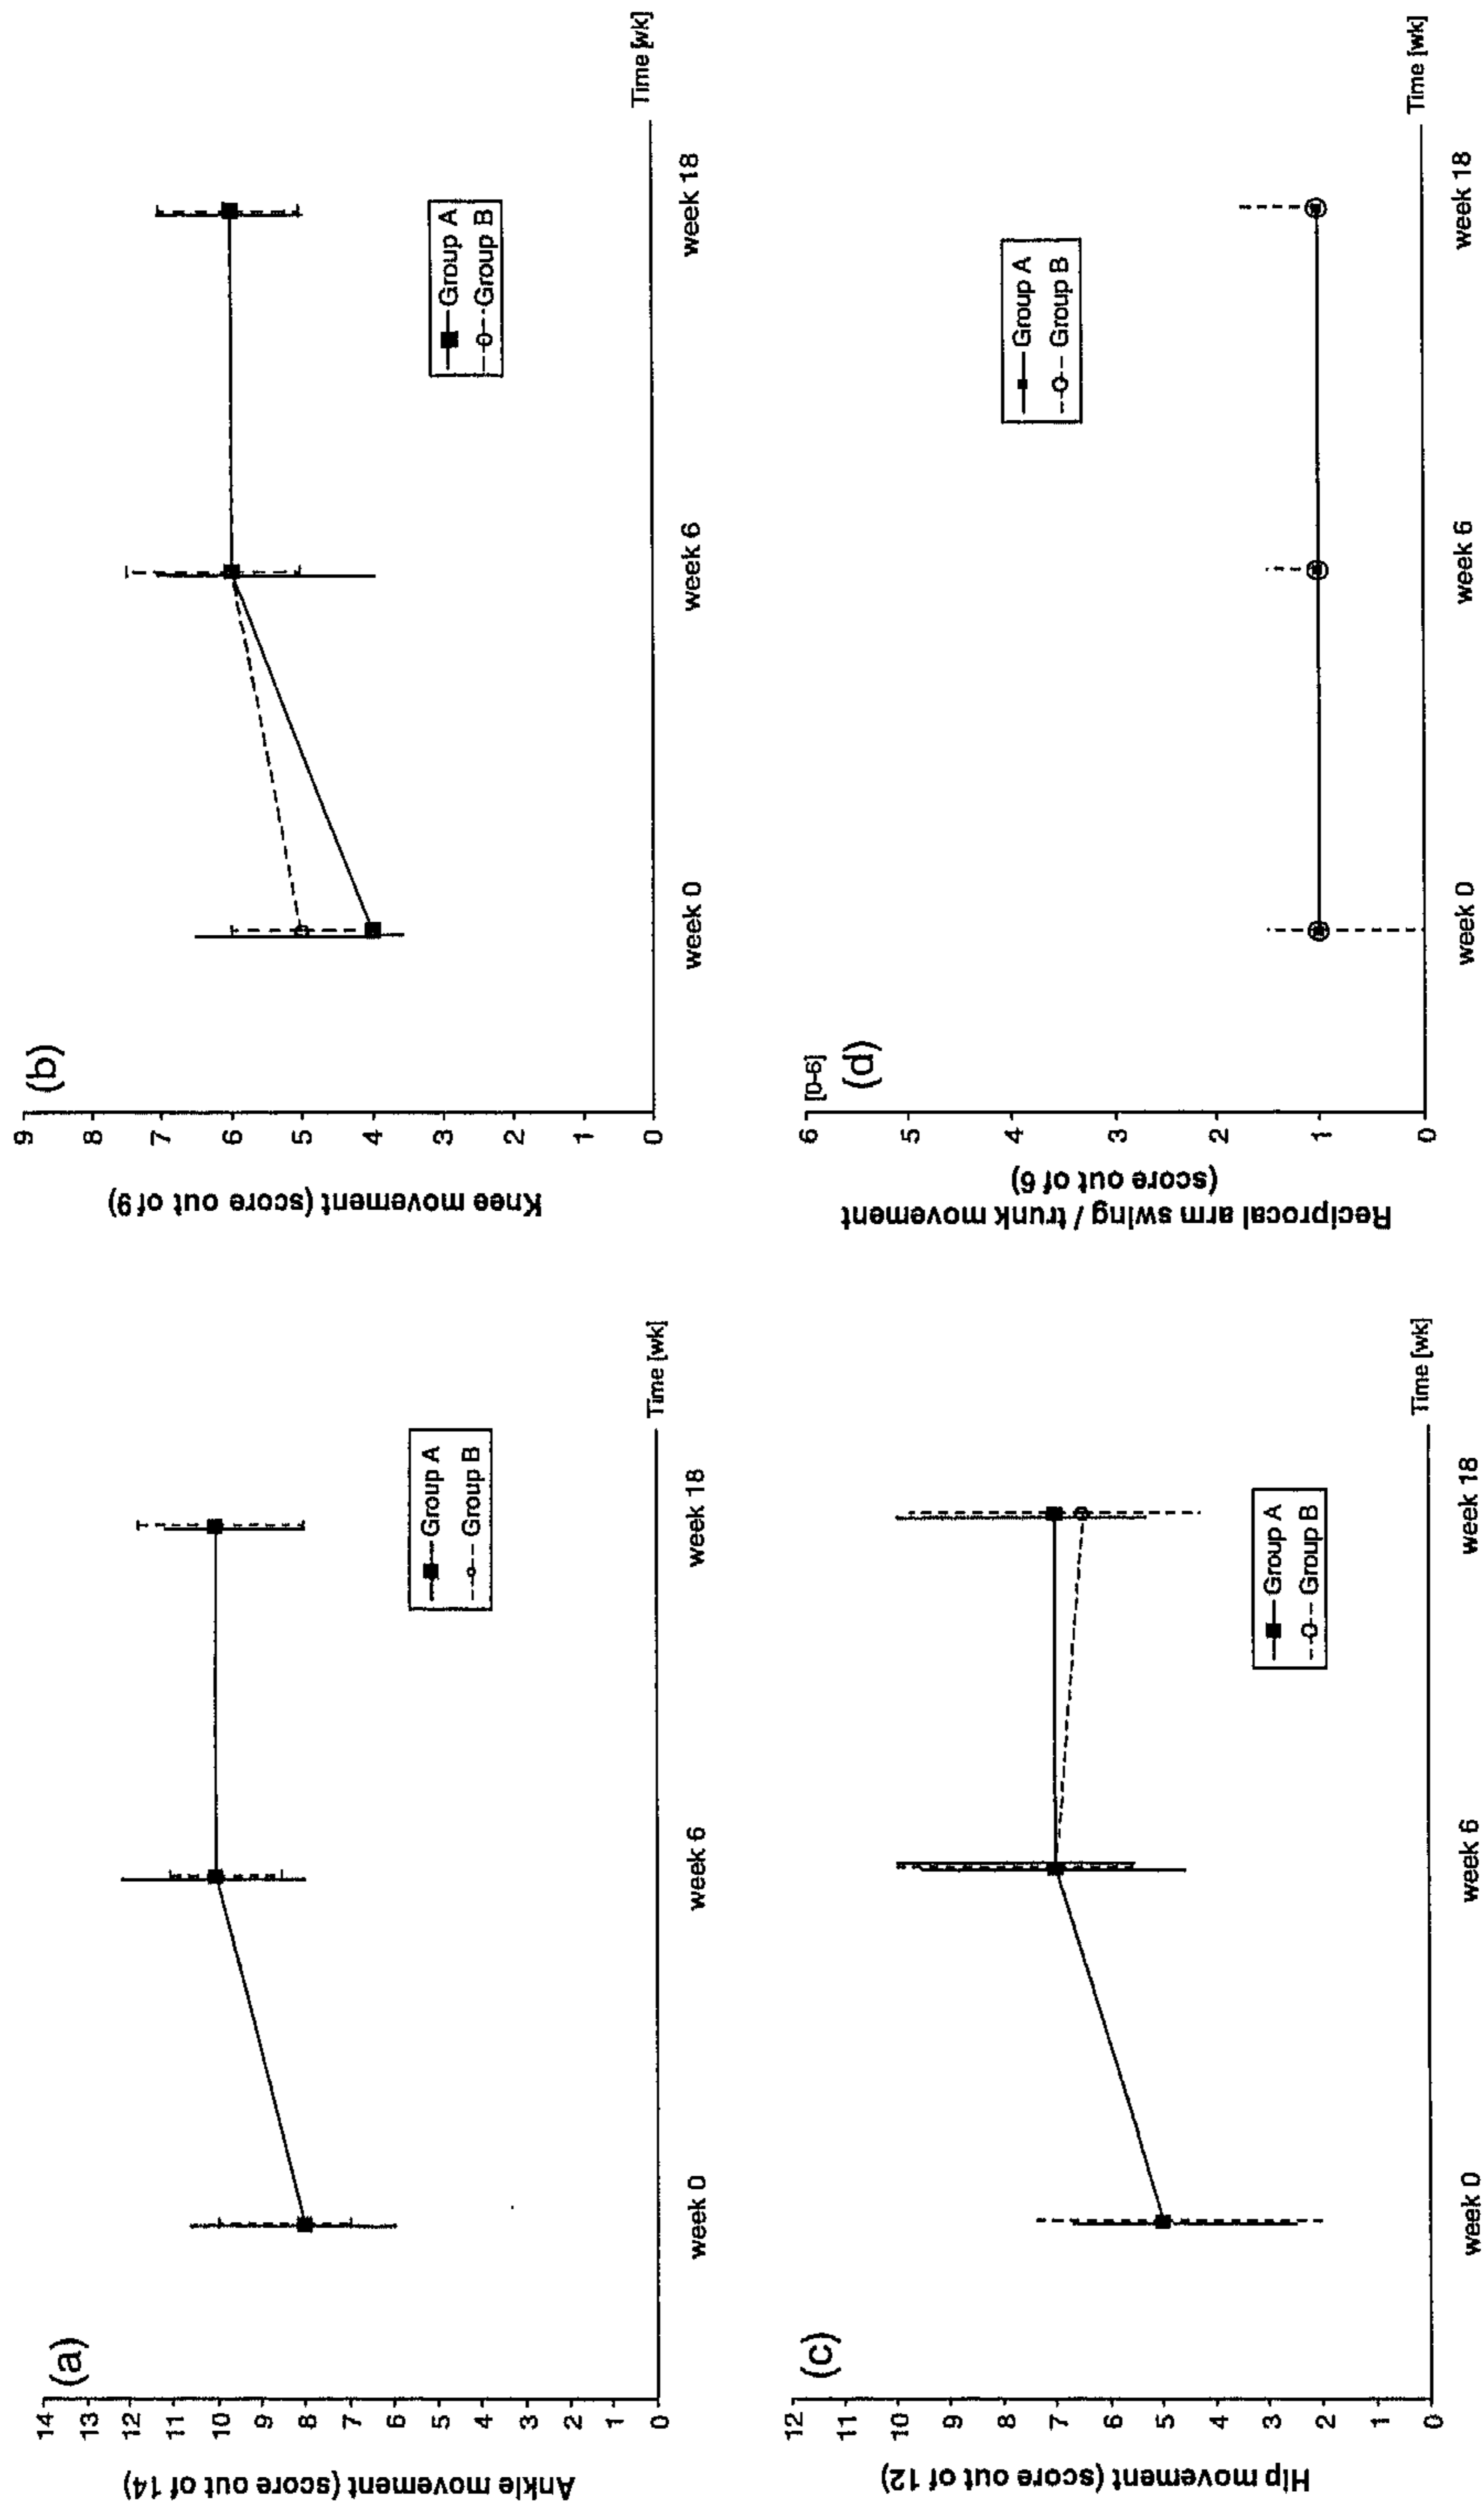 (a)
Ankle movement (score out of 14)
14
13
12
11
10
9
8
7
6
5
4
3
2
1
0
Group A
Group B
week 0
week 6
week 18
Time [wk]
(b)
Knee movement (score out of 9)
9
8
7
6
5
4
3
2
1
0
Group A
Group B
week 0
week 6
week 18
Time [wk]
(c)
Hip movement (score out of 12)
12
11
10
9
8
7
6
5
4
3
2
1
0
Group A
Group B
week 0
week 6
week 18
Time [wk]
[0-6]
(d)
Reciprocal arm swing / trunk movement
(score out of 6)
6
5
4
3
2
1
0
Group A
Group B
week 0
week 6
week 18
Time [wk]